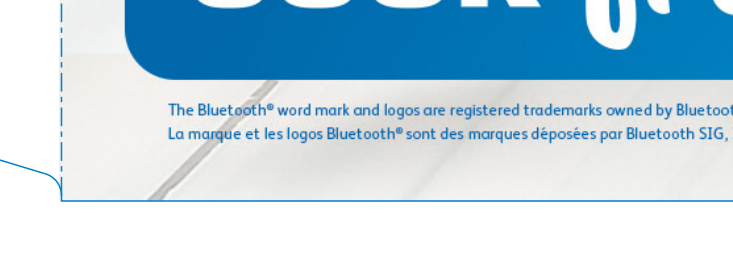 The Bluetooth® word mark and logos are registered trademarks owned by
La marque et les logos Bluetooth® sont des marques déposées par Bluetooth SIG,